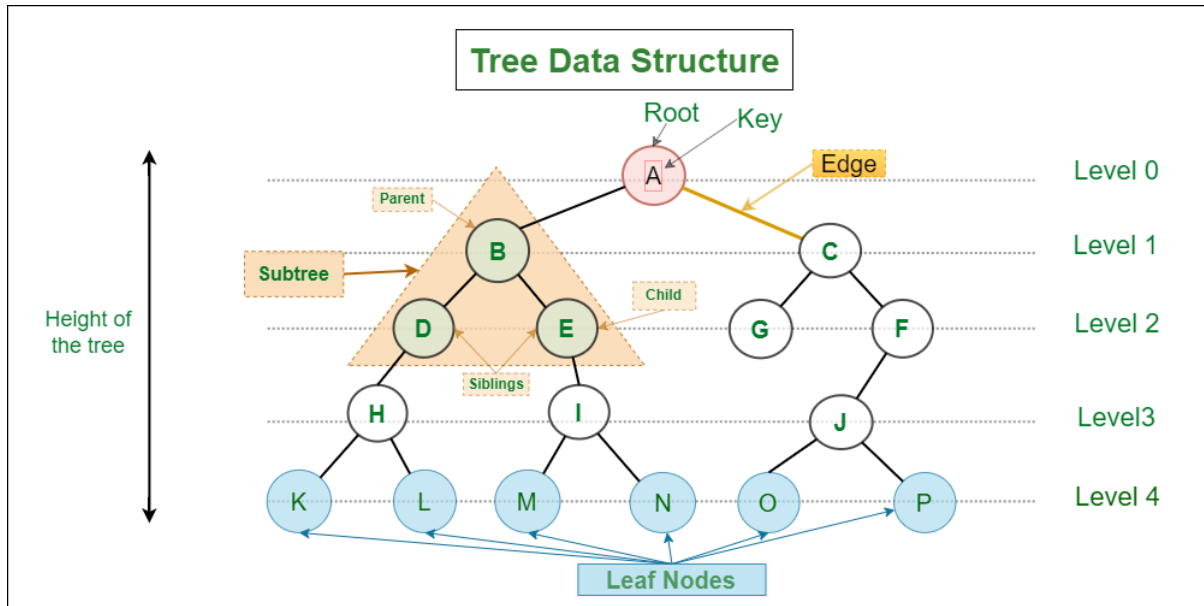 Tree Data Structure
Root
Key
A
Edge
Level 0
Parent
B
C
Level 1
Subtree
Child
D
E
G
F
Level 2
Height of
the tree
Siblings
H
I
J
Level3
K
L
M
N
O
P
Level 4
Leaf Nodes